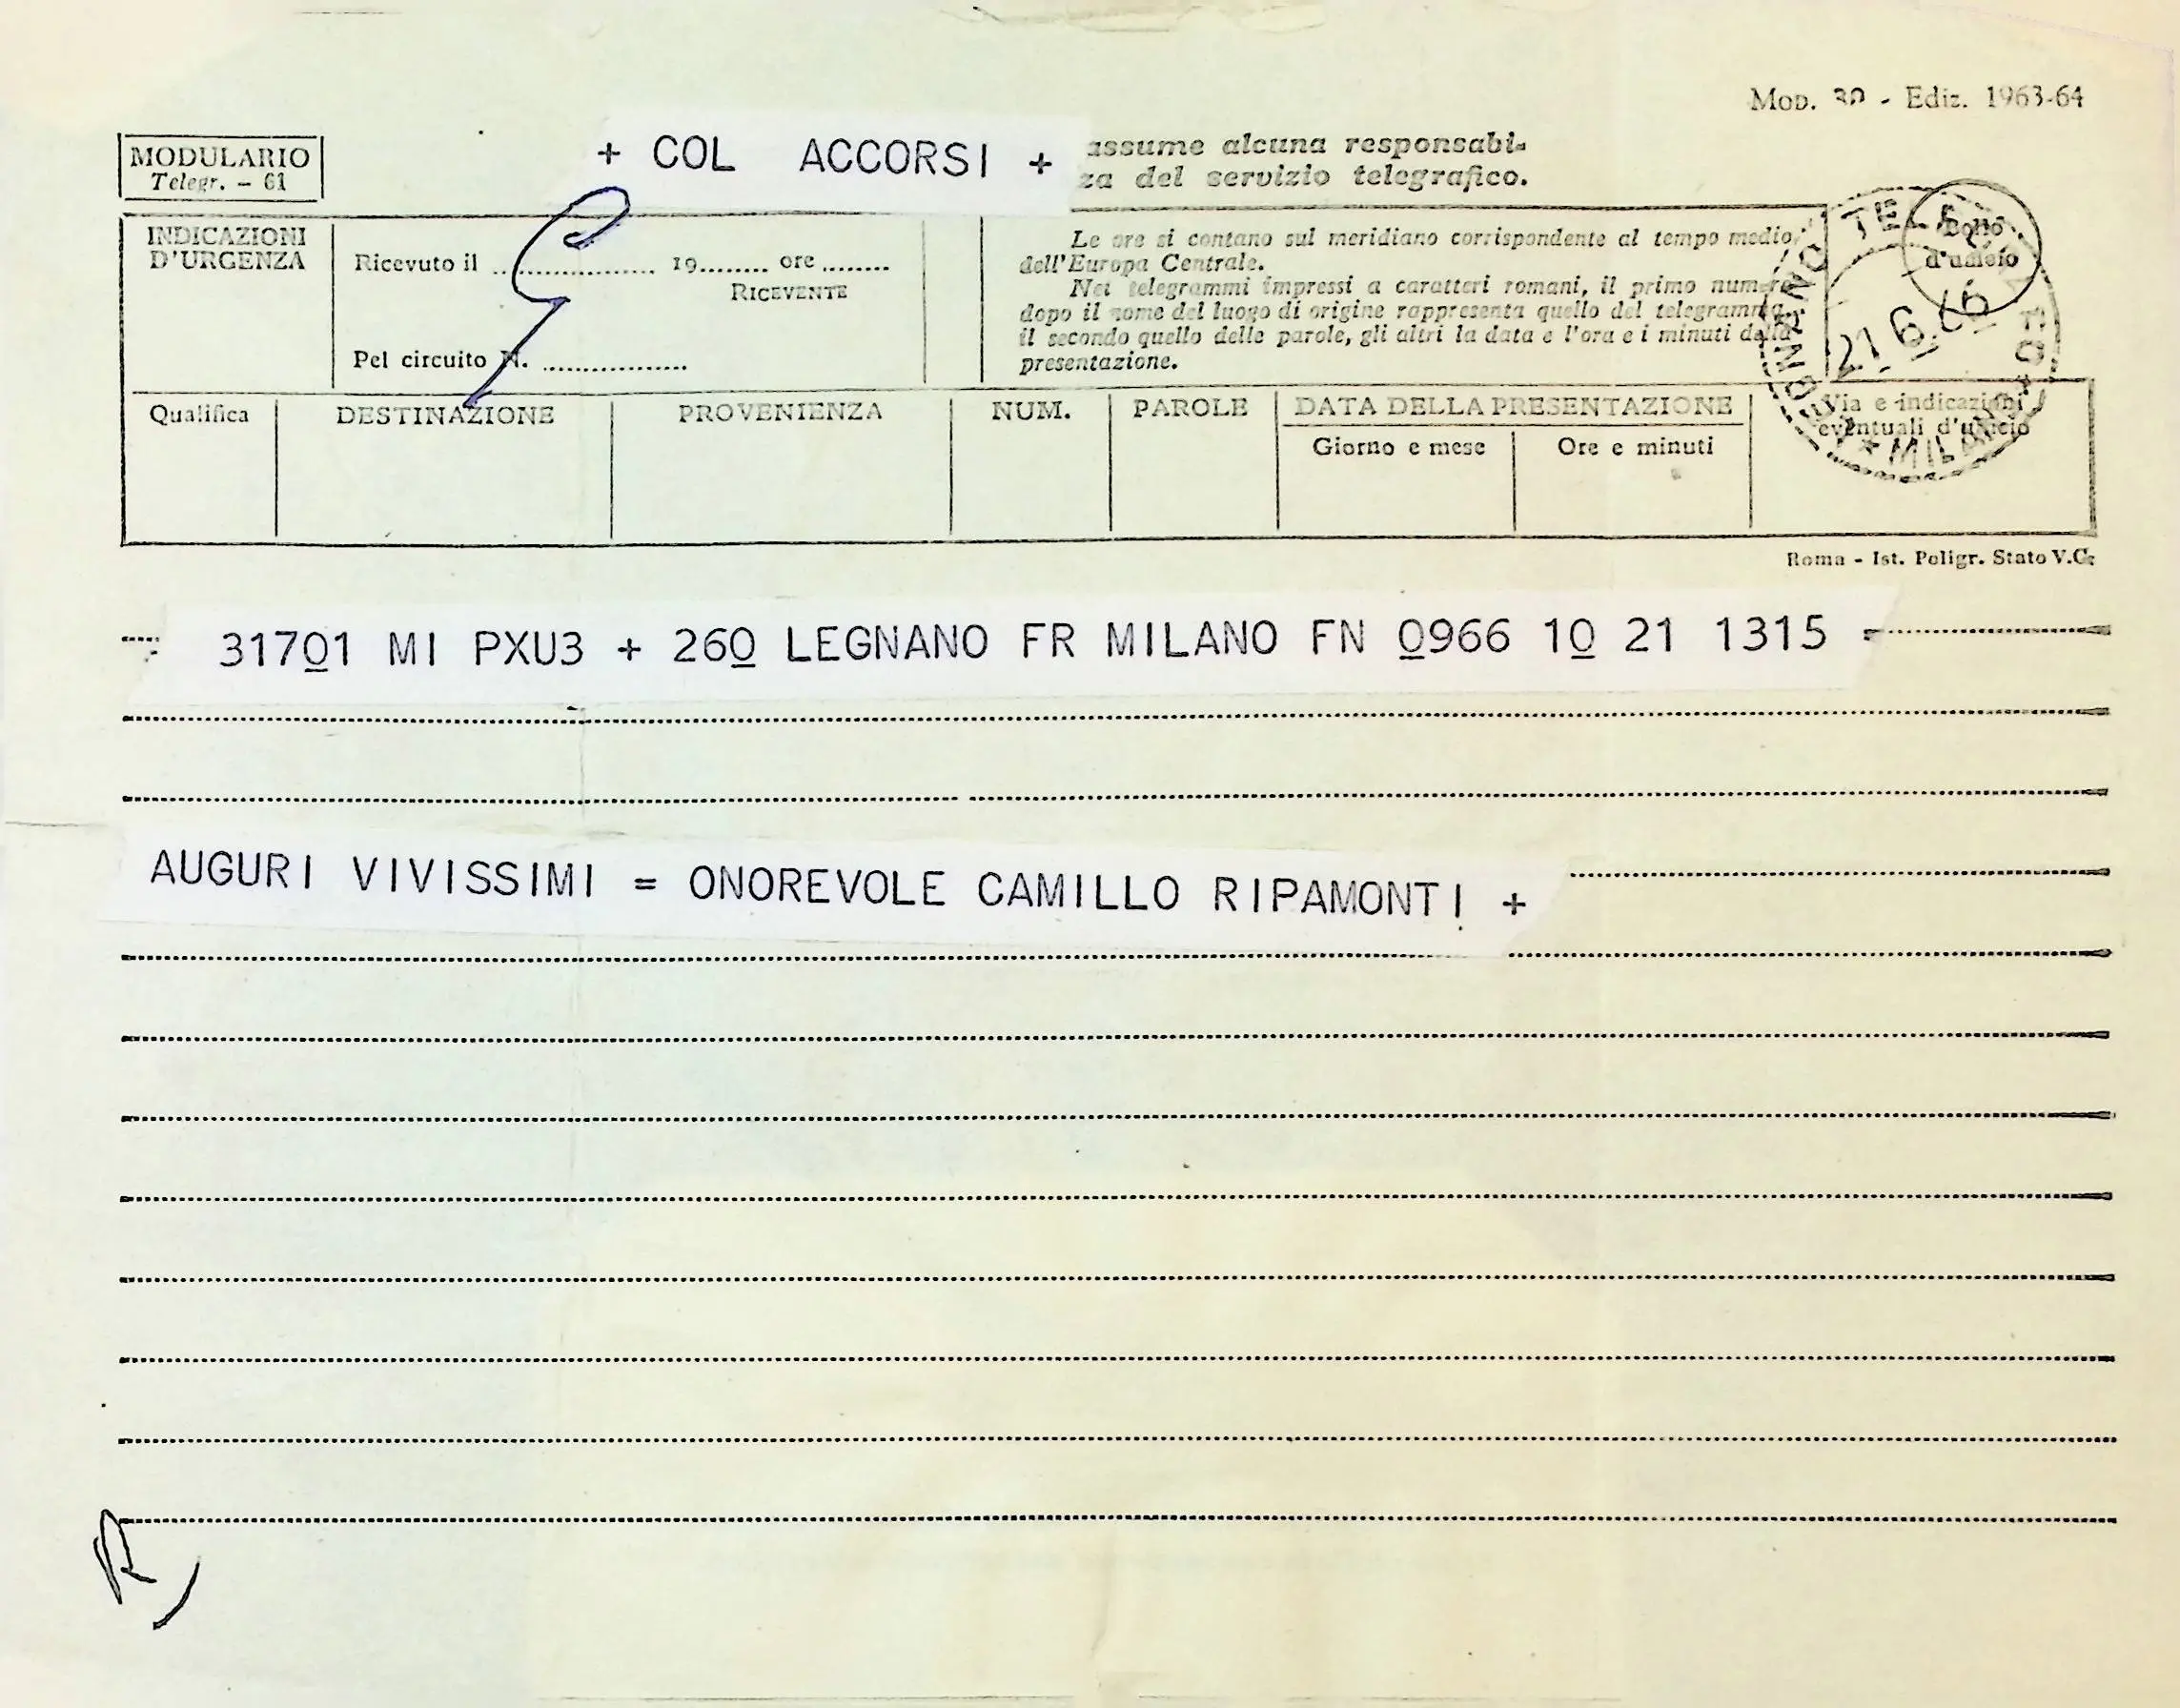 Mod. 30 - Ediz. 1963-64
MODULARIO
Telegr. - 61
+ COL ACCORSI +
assume alcuna responsabi-
za del servizio telegrafico.
INDICAZIONI
D'URGENZA
Ricevuto il .................. 19........ ore ........
RICEVENTE
Pel circuito N. .................
Le ore si contano sul meridiano corrispondente al tempo medio
dell'Europa Centrale.
Nei telegrammi impressi a caratteri romani, il primo numero
dopo il nome del luogo di origine rappresenta quello del telegramma,
il secondo quello delle parole, gli altri la data e l'ora e i minuti della
presentazione.
Bollo
d'ufficio
LEGNANO TELEGRAFO
21.6.66
* MILANO *
Qualifica
DESTINAZIONE
PROVENIENZA
NUM.
PAROLE
DATA DELLA PRESENTAZIONE
Giorno e mese
Ore e minuti
Via e indicazioni
eventuali d'ufficio
Roma - Ist. Poligr. Stato V.C.
31701 MI PXU3 + 260 LEGNANO FR MILANO FN 0966 10 21 1315 =
AUGURI VIVISSIMI = ONOREVOLE CAMILLO RIPAMONTI +